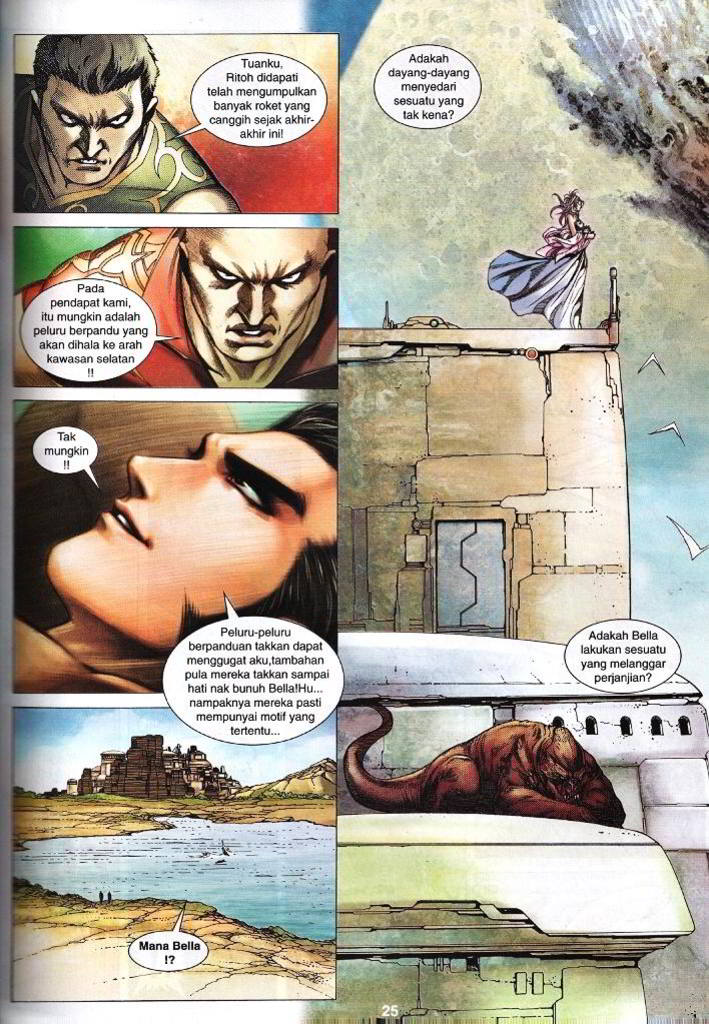 Tuanku,
Ritoh didapati
telah mengumpulkan
banyak roket yang
canggih sejak akhir-
akhir ini!
Pada
pendapat kami,
itu mungkin adalah
peluru berpandu yang
akan dihala ke arah
kawasan selatan
!!
Tak
mungkin
!!
Peluru-peluru
berpanduan takkan dapat
menggugat aku,tambahan
pula mereka takkan sampai
hati nak bunuh Bella!Hu...
nampaknya mereka pasti
mempunyai motif yang
tertentu...
Mana Bella
!?
Adakah
dayang-dayang
menyedari
sesuatu yang
tak kena?
Adakah Bella
lakukan sesuatu
yang melanggar
perjanjian?
25